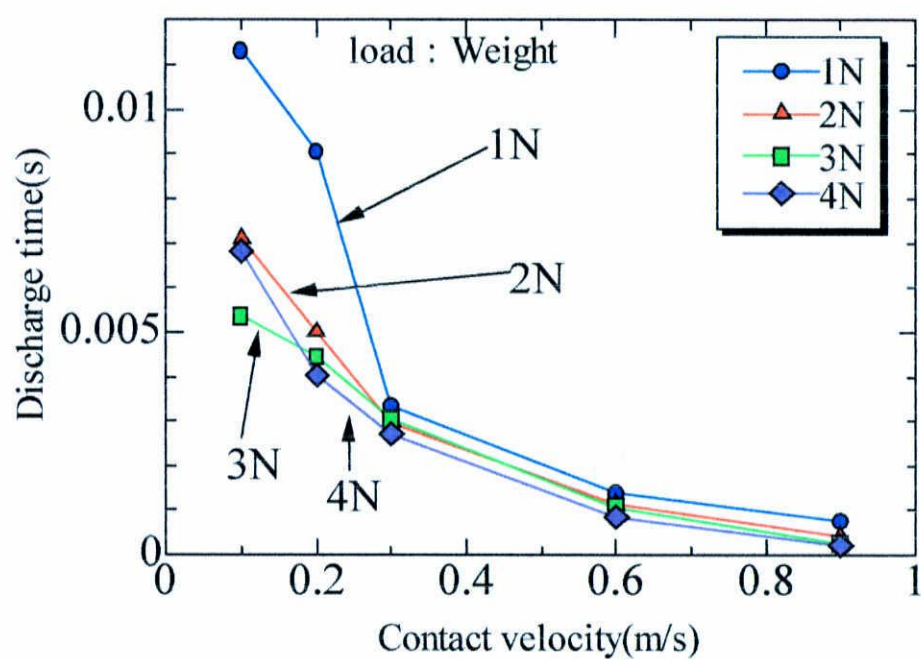 load : Weight
1N
2N
3N
4N
0.01
0.005
0
1N
2N
3N
4N
0 0.2 0.4 0.6 0.8 1
Contact velocity(m/s)
Discharge time(s)